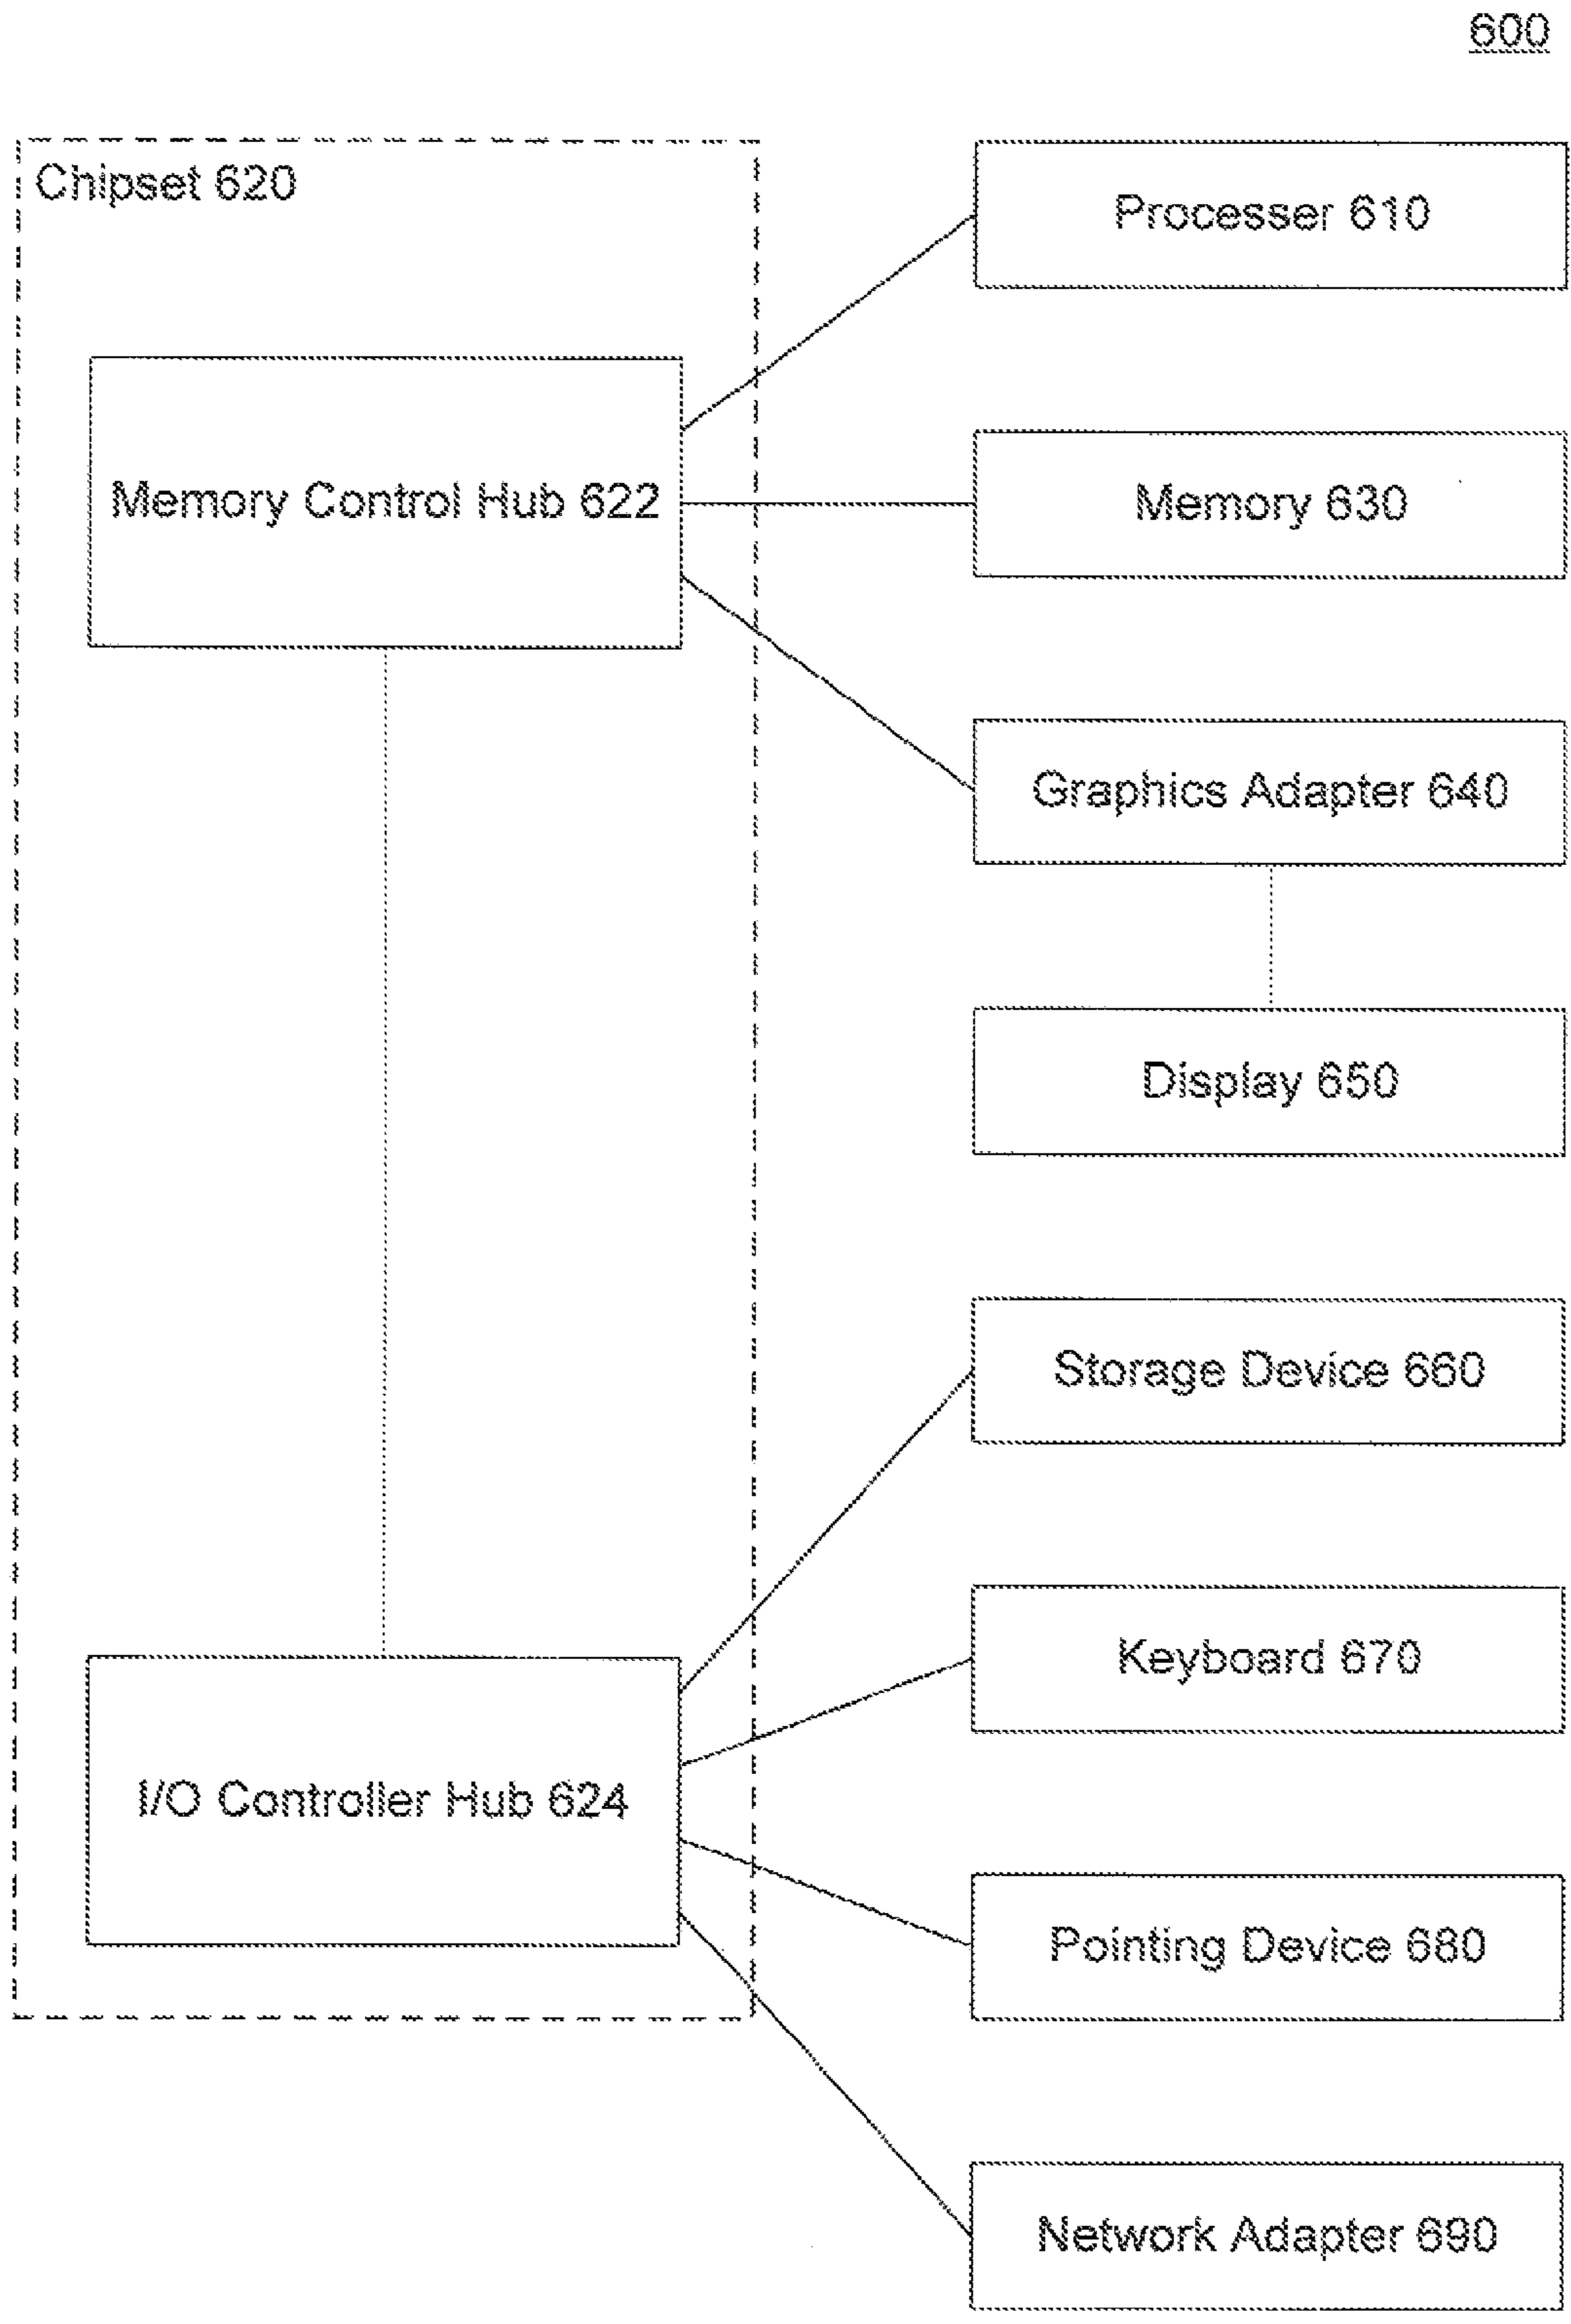 600
Chipset 620
Processer 610
Memory Control Hub 622
Memory 630
Graphics Adapter 640
Display 650
Storage Device 660
Keyboard 670
I/O Controller Hub 624
Pointing Device 680
Network Adapter 690